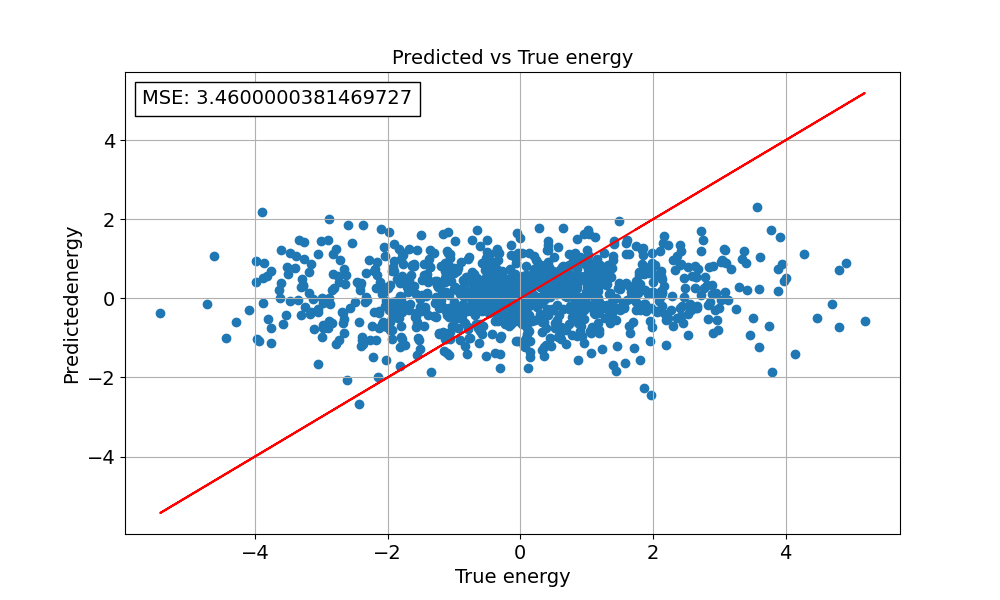 Predicted vs True energy
MSE: 3.4600000381469727
Predictedenergy
4
2
0
−2
−4
−4 −2 0 2 4
True energy